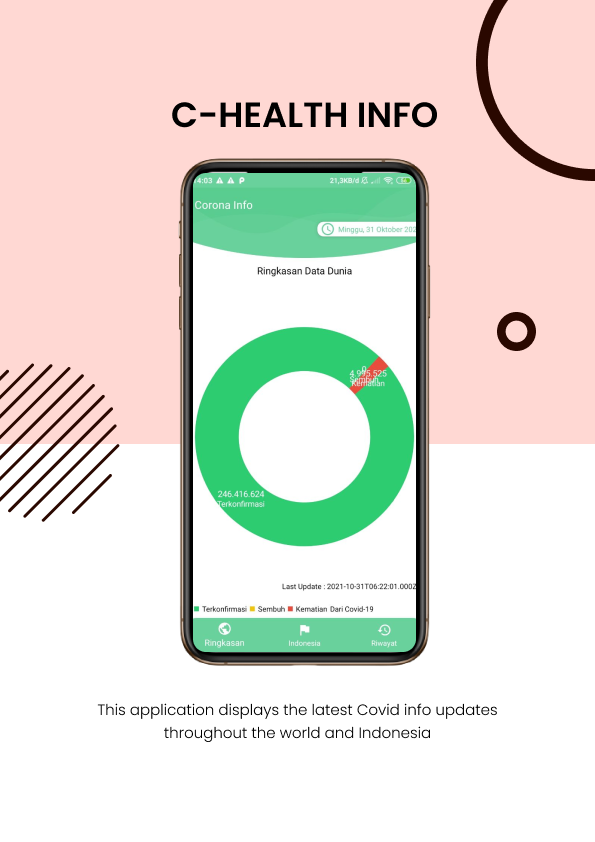 C-HEALTH INFO
4:03
21,3KB/d
Corona Info
Minggu, 31 Oktober 202
Ringkasan Data Dunia
0
Sembuh
4.995.525
Kematian
246.416.624
Terkonfirmasi
Last Update : 2021-10-31T06:22:01.000Z
Terkonfirmasi Sembuh Kematian Dari Covid-19
Ringkasan Indonesia Riwayat
This application displays the latest Covid info updates
throughout the world and Indonesia